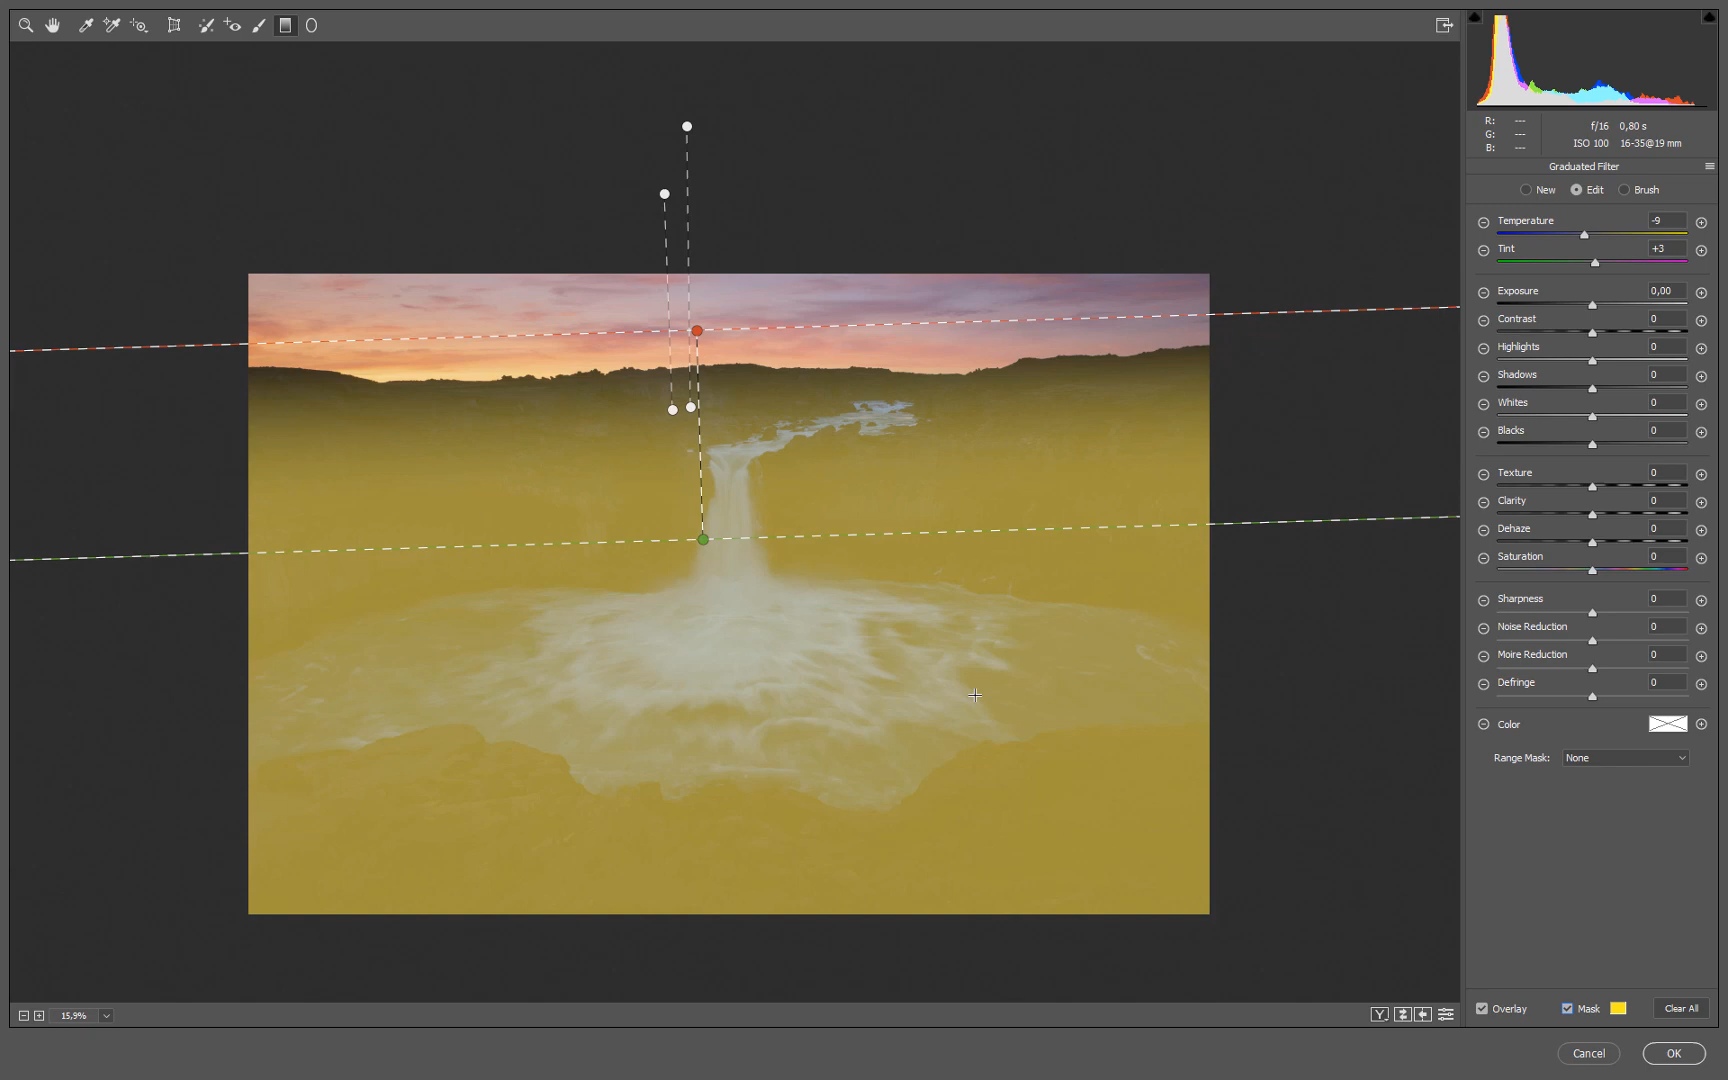 R: ---
G: ---
B: ---
f/16 0,80 s
ISO 100 16-35@19 mm
Graduated Filter
New Edit Brush
Temperature -9
Tint +3
Exposure 0,00
Contrast 0
Highlights 0
Shadows 0
Whites 0
Blacks 0
Texture 0
Clarity 0
Dehaze 0
Saturation 0
Sharpness 0
Noise Reduction 0
Moire Reduction 0
Defringe 0
Color
Range Mask: None
Overlay Mask Clear All
15,9% Y
Cancel OK